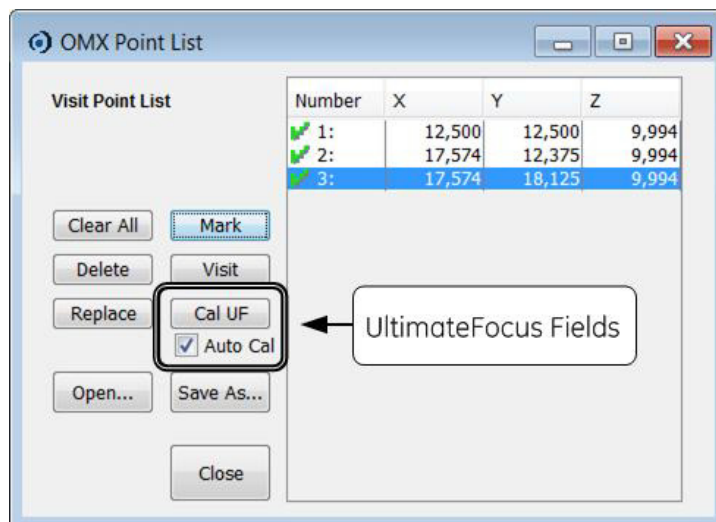 OMX Point List
Visit Point List
Number X Y Z
1: 12,500 12,500 9,994
2: 17,574 12,375 9,994
3: 17,574 18,125 9,994
Clear All Mark
Delete Visit
Replace Cal UF
Auto Cal
UltimateFocus Fields
Open... Save As...
Close